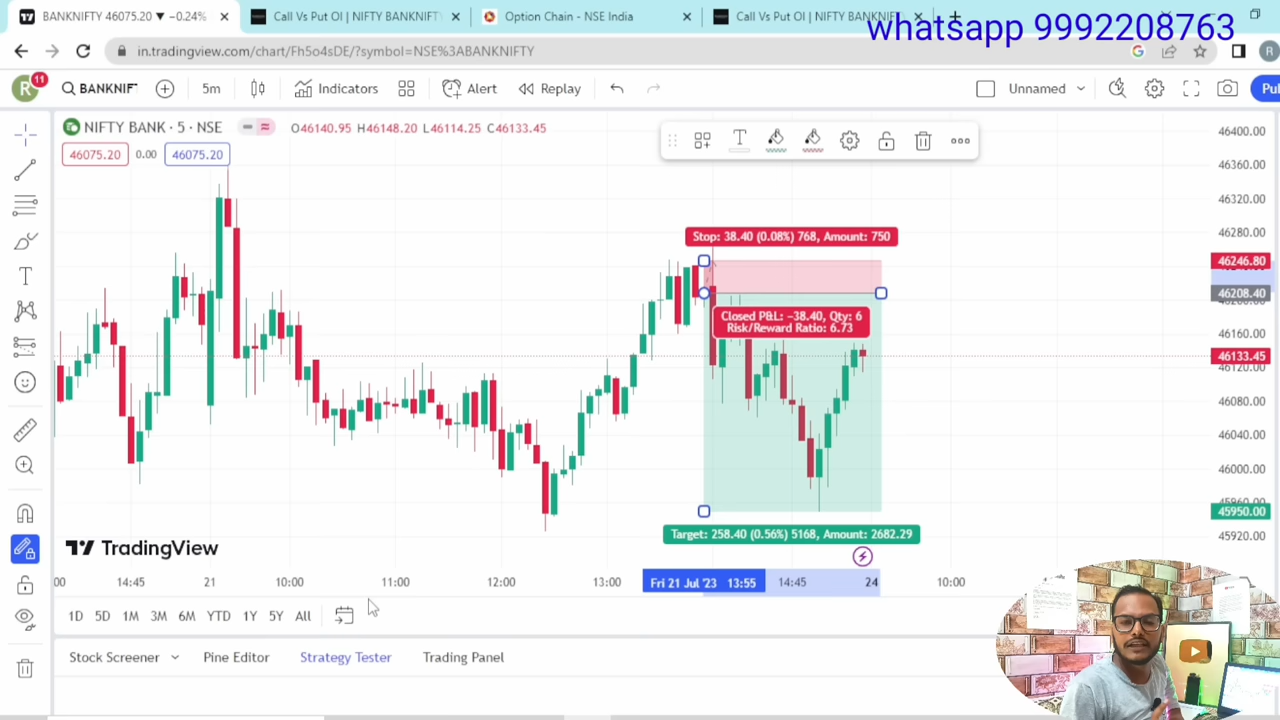 BANKNIFTY 46075.20 ▼ −0.24%
Call Vs Put OI | NIFTY BANKNIFT
Option Chain - NSE India
Call Vs Put OI | NIFTY BANKNIF
whatsapp 9992208763
in.tradingview.com/chart/Fh5o4sDE/?symbol=NSE%3ABANKNIFTY
R
R
11
BANKNIF
5m
Indicators
Alert
Replay
Unnamed
Pu
NIFTY BANK · 5 · NSE
O46140.95 H46148.20 L46114.25 C46133.45
46075.20 0.00 46075.20
46400.00
46360.00
46320.00
46280.00
Stop: 38.40 (0.08%) 768, Amount: 750
46246.80
46208.40
46160.00
Closed P&L: −38.40, Qty: 6
Risk/Reward Ratio: 6.73
46133.45
46120.00
46080.00
46040.00
46000.00
45960.00
45950.00
45920.00
Target: 258.40 (0.56%) 5168, Amount: 2682.29
TradingView
:00 14:45 21 10:00 11:00 12:00 13:00 Fri 21 Jul '23 13:55 14:45 24 10:00
1D 5D 1M 3M 6M YTD 1Y 5Y All
Stock Screener Pine Editor Strategy Tester Trading Panel